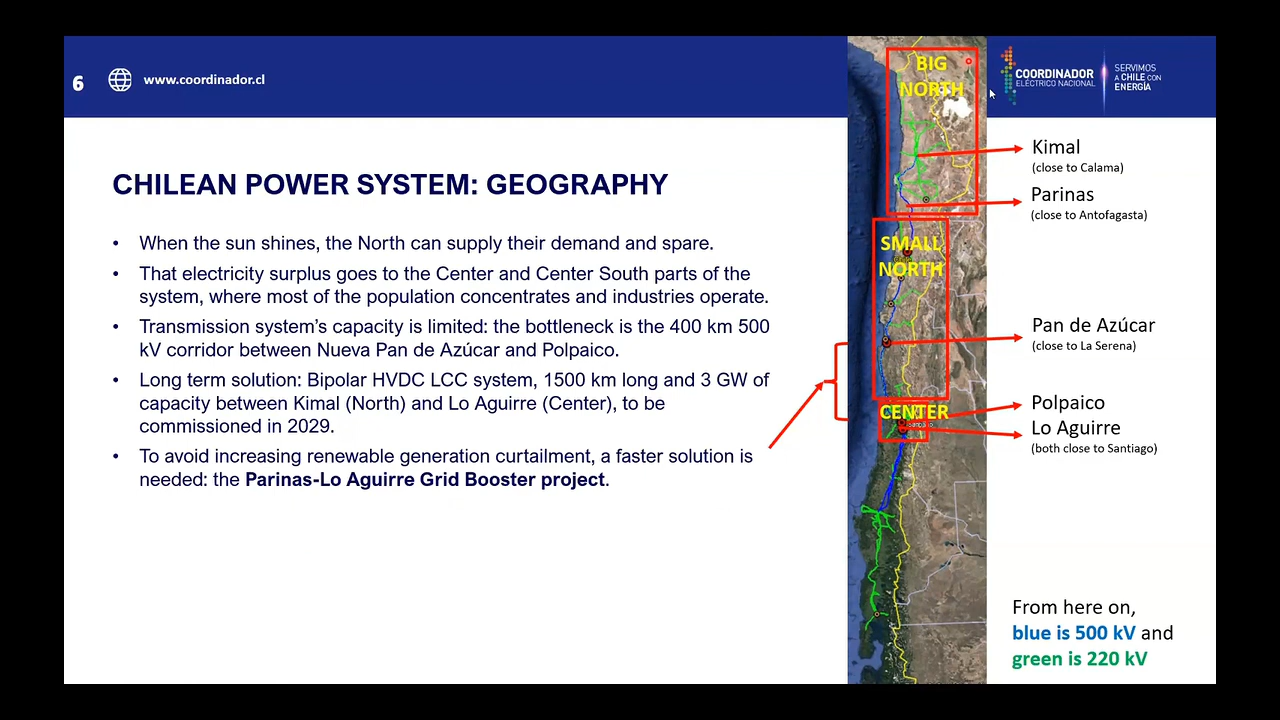 6
www.coordinador.cl
COORDINADOR
ELÉCTRICO NACIONAL
SERVIMOS
A CHILE CON
ENERGÍA
CHILEAN POWER SYSTEM: GEOGRAPHY
• When the sun shines, the North can supply their demand and spare.
• That electricity surplus goes to the Center and Center South parts of the
system, where most of the population concentrates and industries operate.
• Transmission system’s capacity is limited: the bottleneck is the 400 km 500
kV corridor between Nueva Pan de Azúcar and Polpaico.
• Long term solution: Bipolar HVDC LCC system, 1500 km long and 3 GW of
capacity between Kimal (North) and Lo Aguirre (Center), to be
commissioned in 2029.
• To avoid increasing renewable generation curtailment, a faster solution is
needed: the Parinas-Lo Aguirre Grid Booster project.
BIG
NORTH
SMALL
NORTH
CENTER
Kimal
(close to Calama)
Parinas
(close to Antofagasta)
Pan de Azúcar
(close to La Serena)
Polpaico
Lo Aguirre
(both close to Santiago)
From here on,
blue is 500 kV and
green is 220 kV